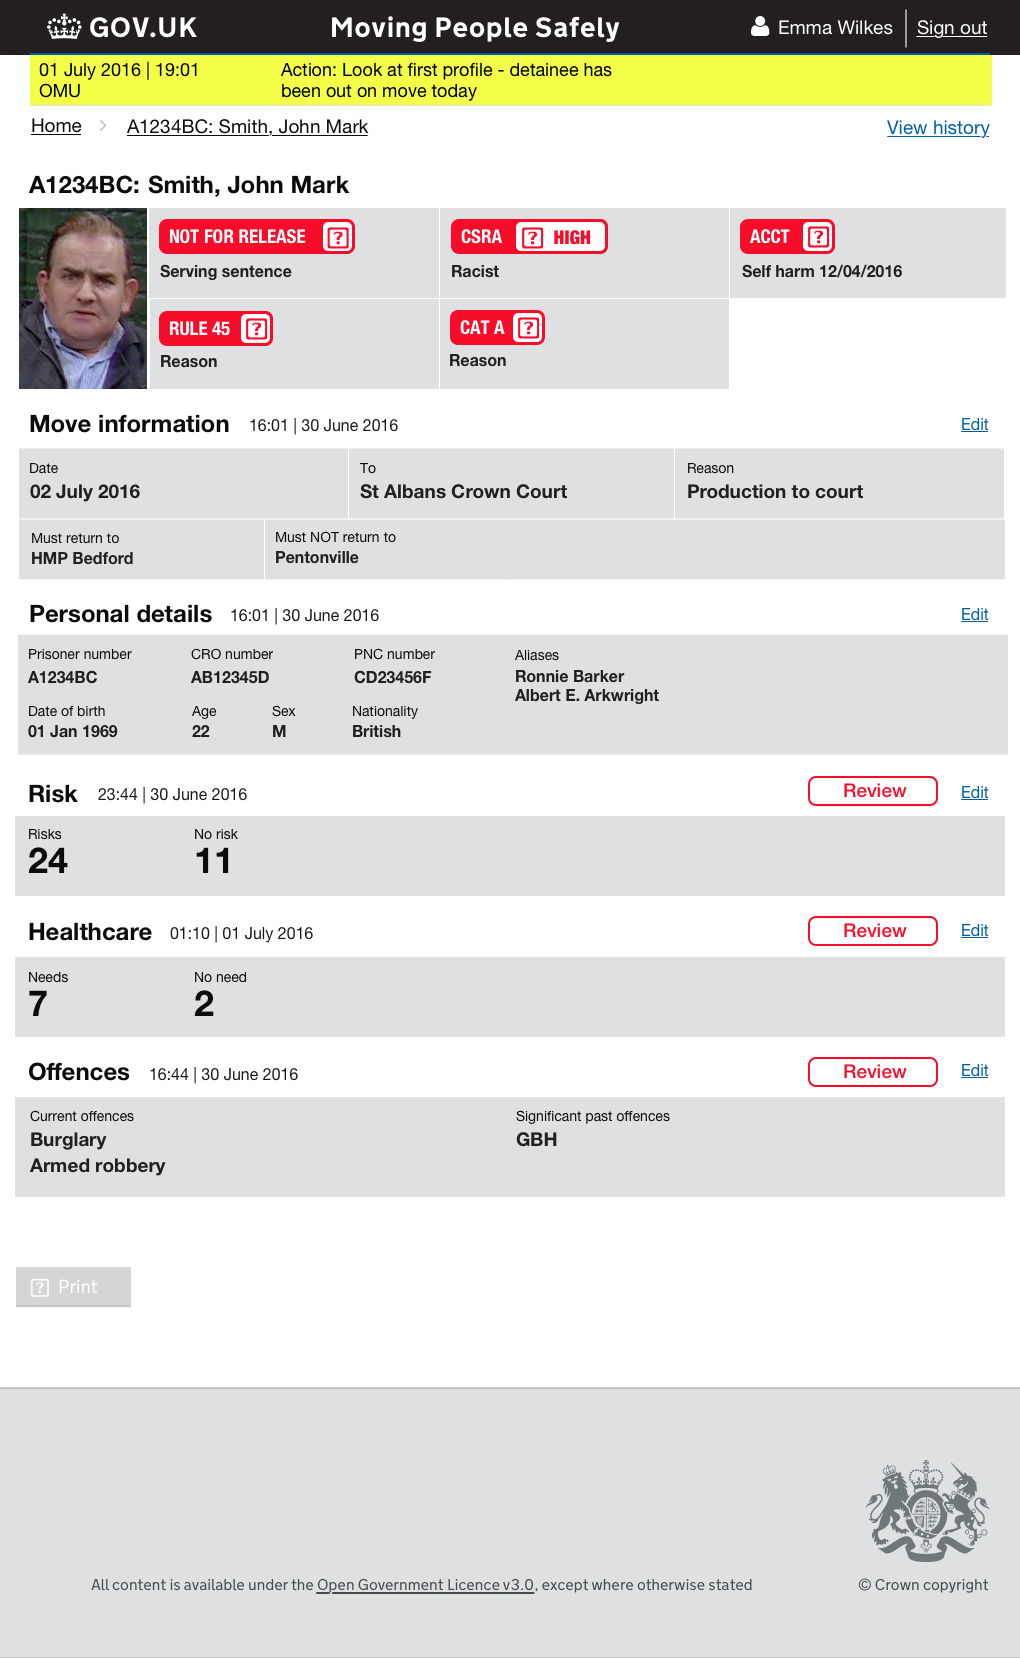 GOV.UK
Moving People Safely
Emma Wilkes
Sign out
01 July 2016 | 19:01
OMU
Action: Look at first profile - detainee has
been out on move today
Home
A1234BC: Smith, John Mark
View history
A1234BC: Smith, John Mark
NOT FOR RELEASE ?
Serving sentence
CSRA ? HIGH
Racist
ACCT ?
Self harm 12/04/2016
RULE 45 ?
Reason
CAT A ?
Reason
Move information 16:01 | 30 June 2016
Edit
Date
02 July 2016
To
St Albans Crown Court
Reason
Production to court
Must return to
HMP Bedford
Must NOT return to
Pentonville
Personal details 16:01 | 30 June 2016
Edit
Prisoner number
A1234BC
CRO number
AB12345D
PNC number
CD23456F
Aliases
Ronnie Barker
Albert E. Arkwright
Date of birth
01 Jan 1969
Age
22
Sex
M
Nationality
British
Risk 23:44 | 30 June 2016
Review
Edit
Risks
24
No risk
11
Healthcare 01:10 | 01 July 2016
Review
Edit
Needs
7
No need
2
Offences 16:44 | 30 June 2016
Review
Edit
Current offences
Burglary
Armed robbery
Significant past offences
GBH
? Print
All content is available under the Open Government Licence v3.0, except where otherwise stated
© Crown copyright